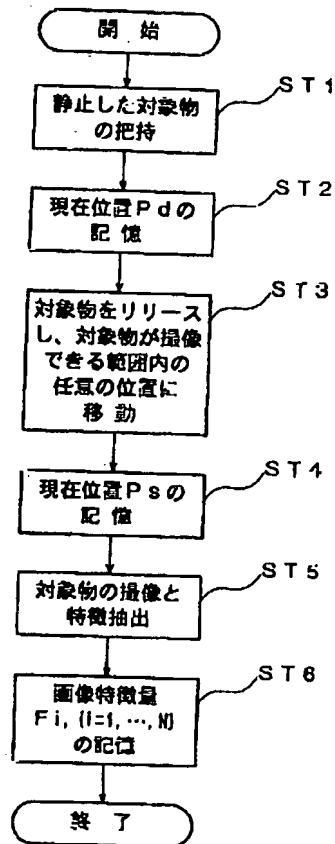 開 始
ST1
静止した対象物
の把持
ST2
現在位置Pdの
記 憶
ST3
対象物をリリース
し、対象物が撮像
できる範囲内の
任意の位置に
移 動
ST4
現在位置Psの
記 憶
ST5
対象物の撮像と
特徴抽出
ST6
画像特徴量
Fi, {i=1, …, N}
の記憶
終 了